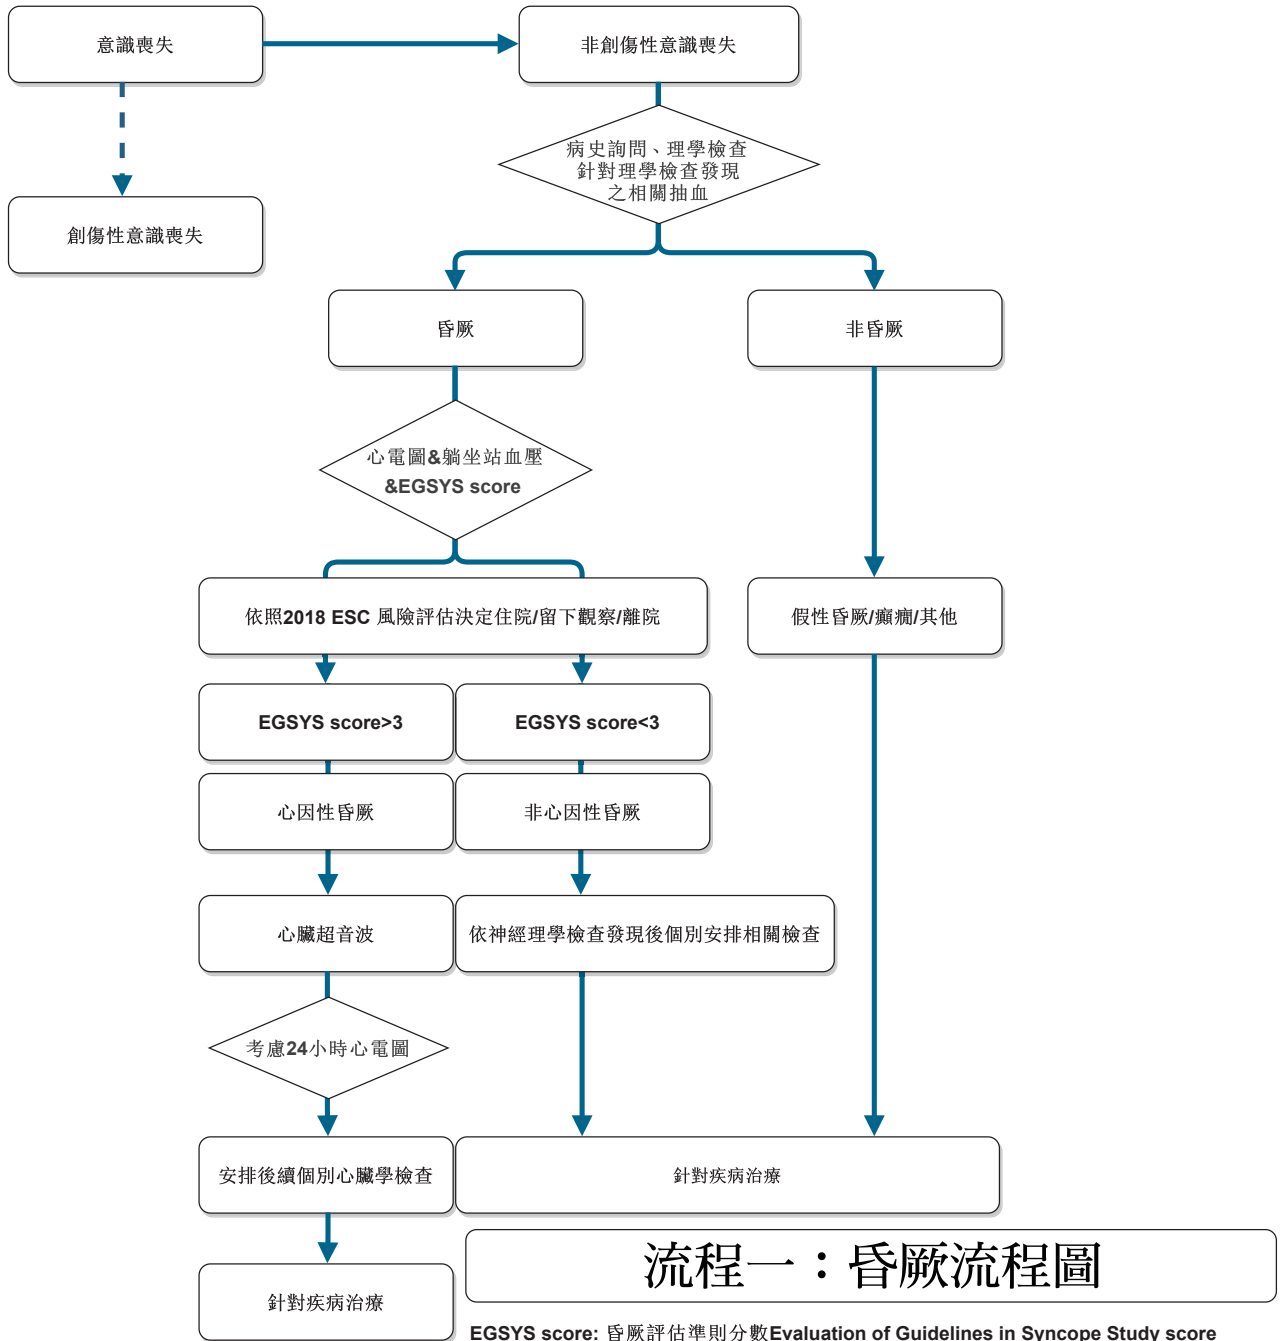 意識喪失
非創傷性意識喪失
病史詢問、理學檢查
針對理學檢查發現
之相關抽血
創傷性意識喪失
昏厥
非昏厥
心電圖&躺坐站血壓
&EGSYS score
依照2018 ESC 風險評估決定住院/留下觀察/離院
假性昏厥/癲癇/其他
EGSYS score>3
EGSYS score<3
心因性昏厥
非心因性昏厥
心臟超音波
依神經理學檢查發現後個別安排相關檢查
考慮24小時心電圖
安排後續個別心臟學檢查
針對疾病治療
針對疾病治療
流程一：昏厥流程圖
EGSYS score: 昏厥評估準則分數Evaluation of Guidelines in Syncope Study score